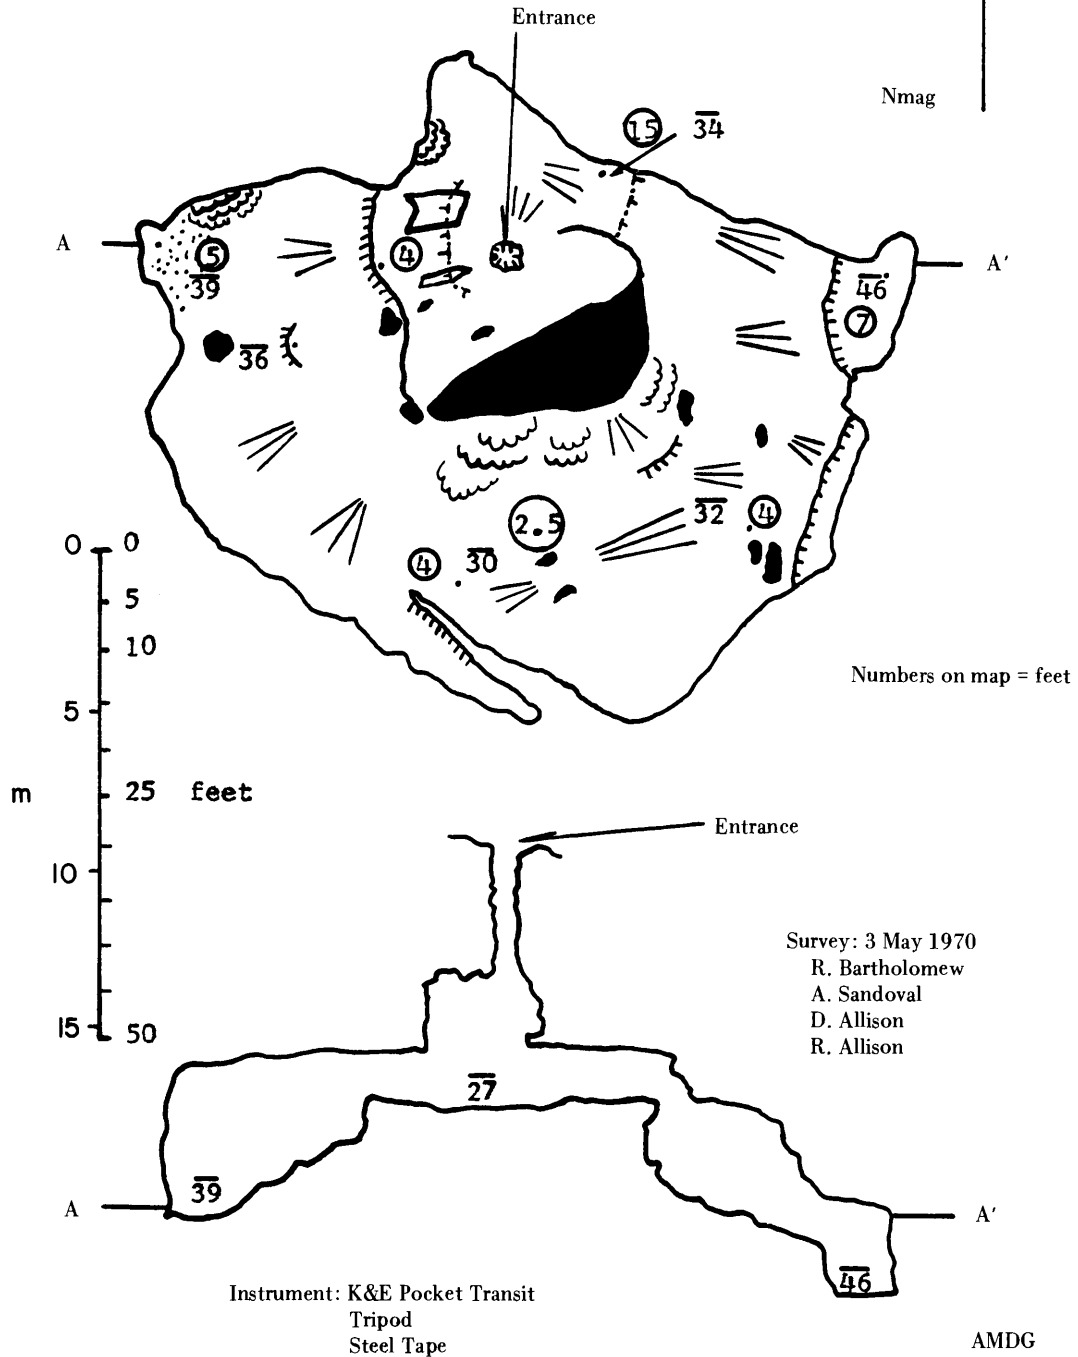 Entrance
Nmag
15
34
A
5
39
4
A'
46
7
36
2.5
32
4
4
30
0 0
5
10
5
Numbers on map = feet
m 25 feet
Entrance
10
Survey: 3 May 1970
R. Bartholomew
A. Sandoval
D. Allison
R. Allison
15 50
27
39
A
A'
46
Instrument: K&E Pocket Transit
Tripod
Steel Tape
AMDG